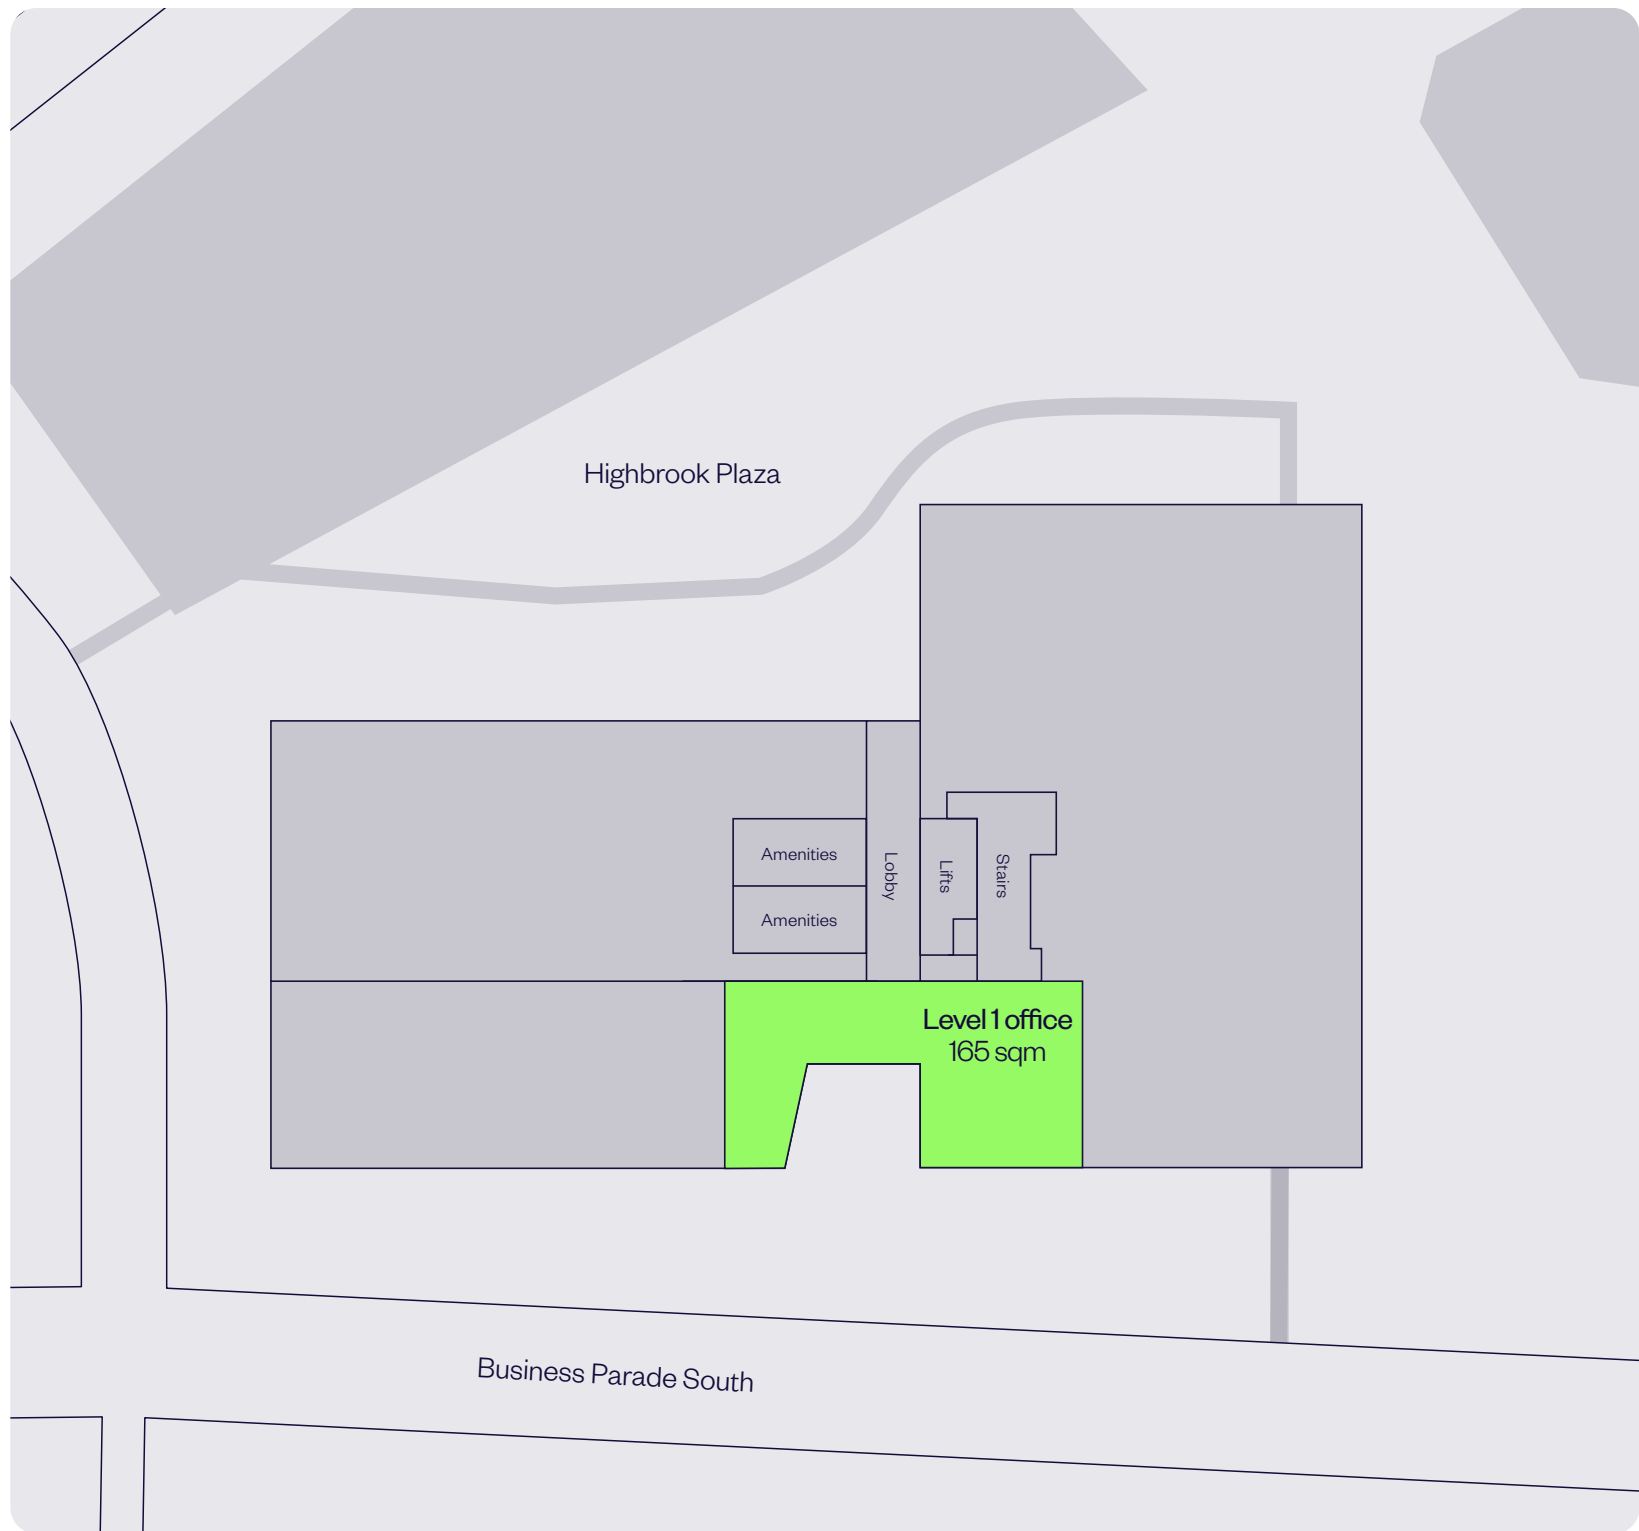 Highbrook Plaza
Amenities
Amenities
Lobby
Lifts
Stairs
Level 1 office
165 sqm
Business Parade South